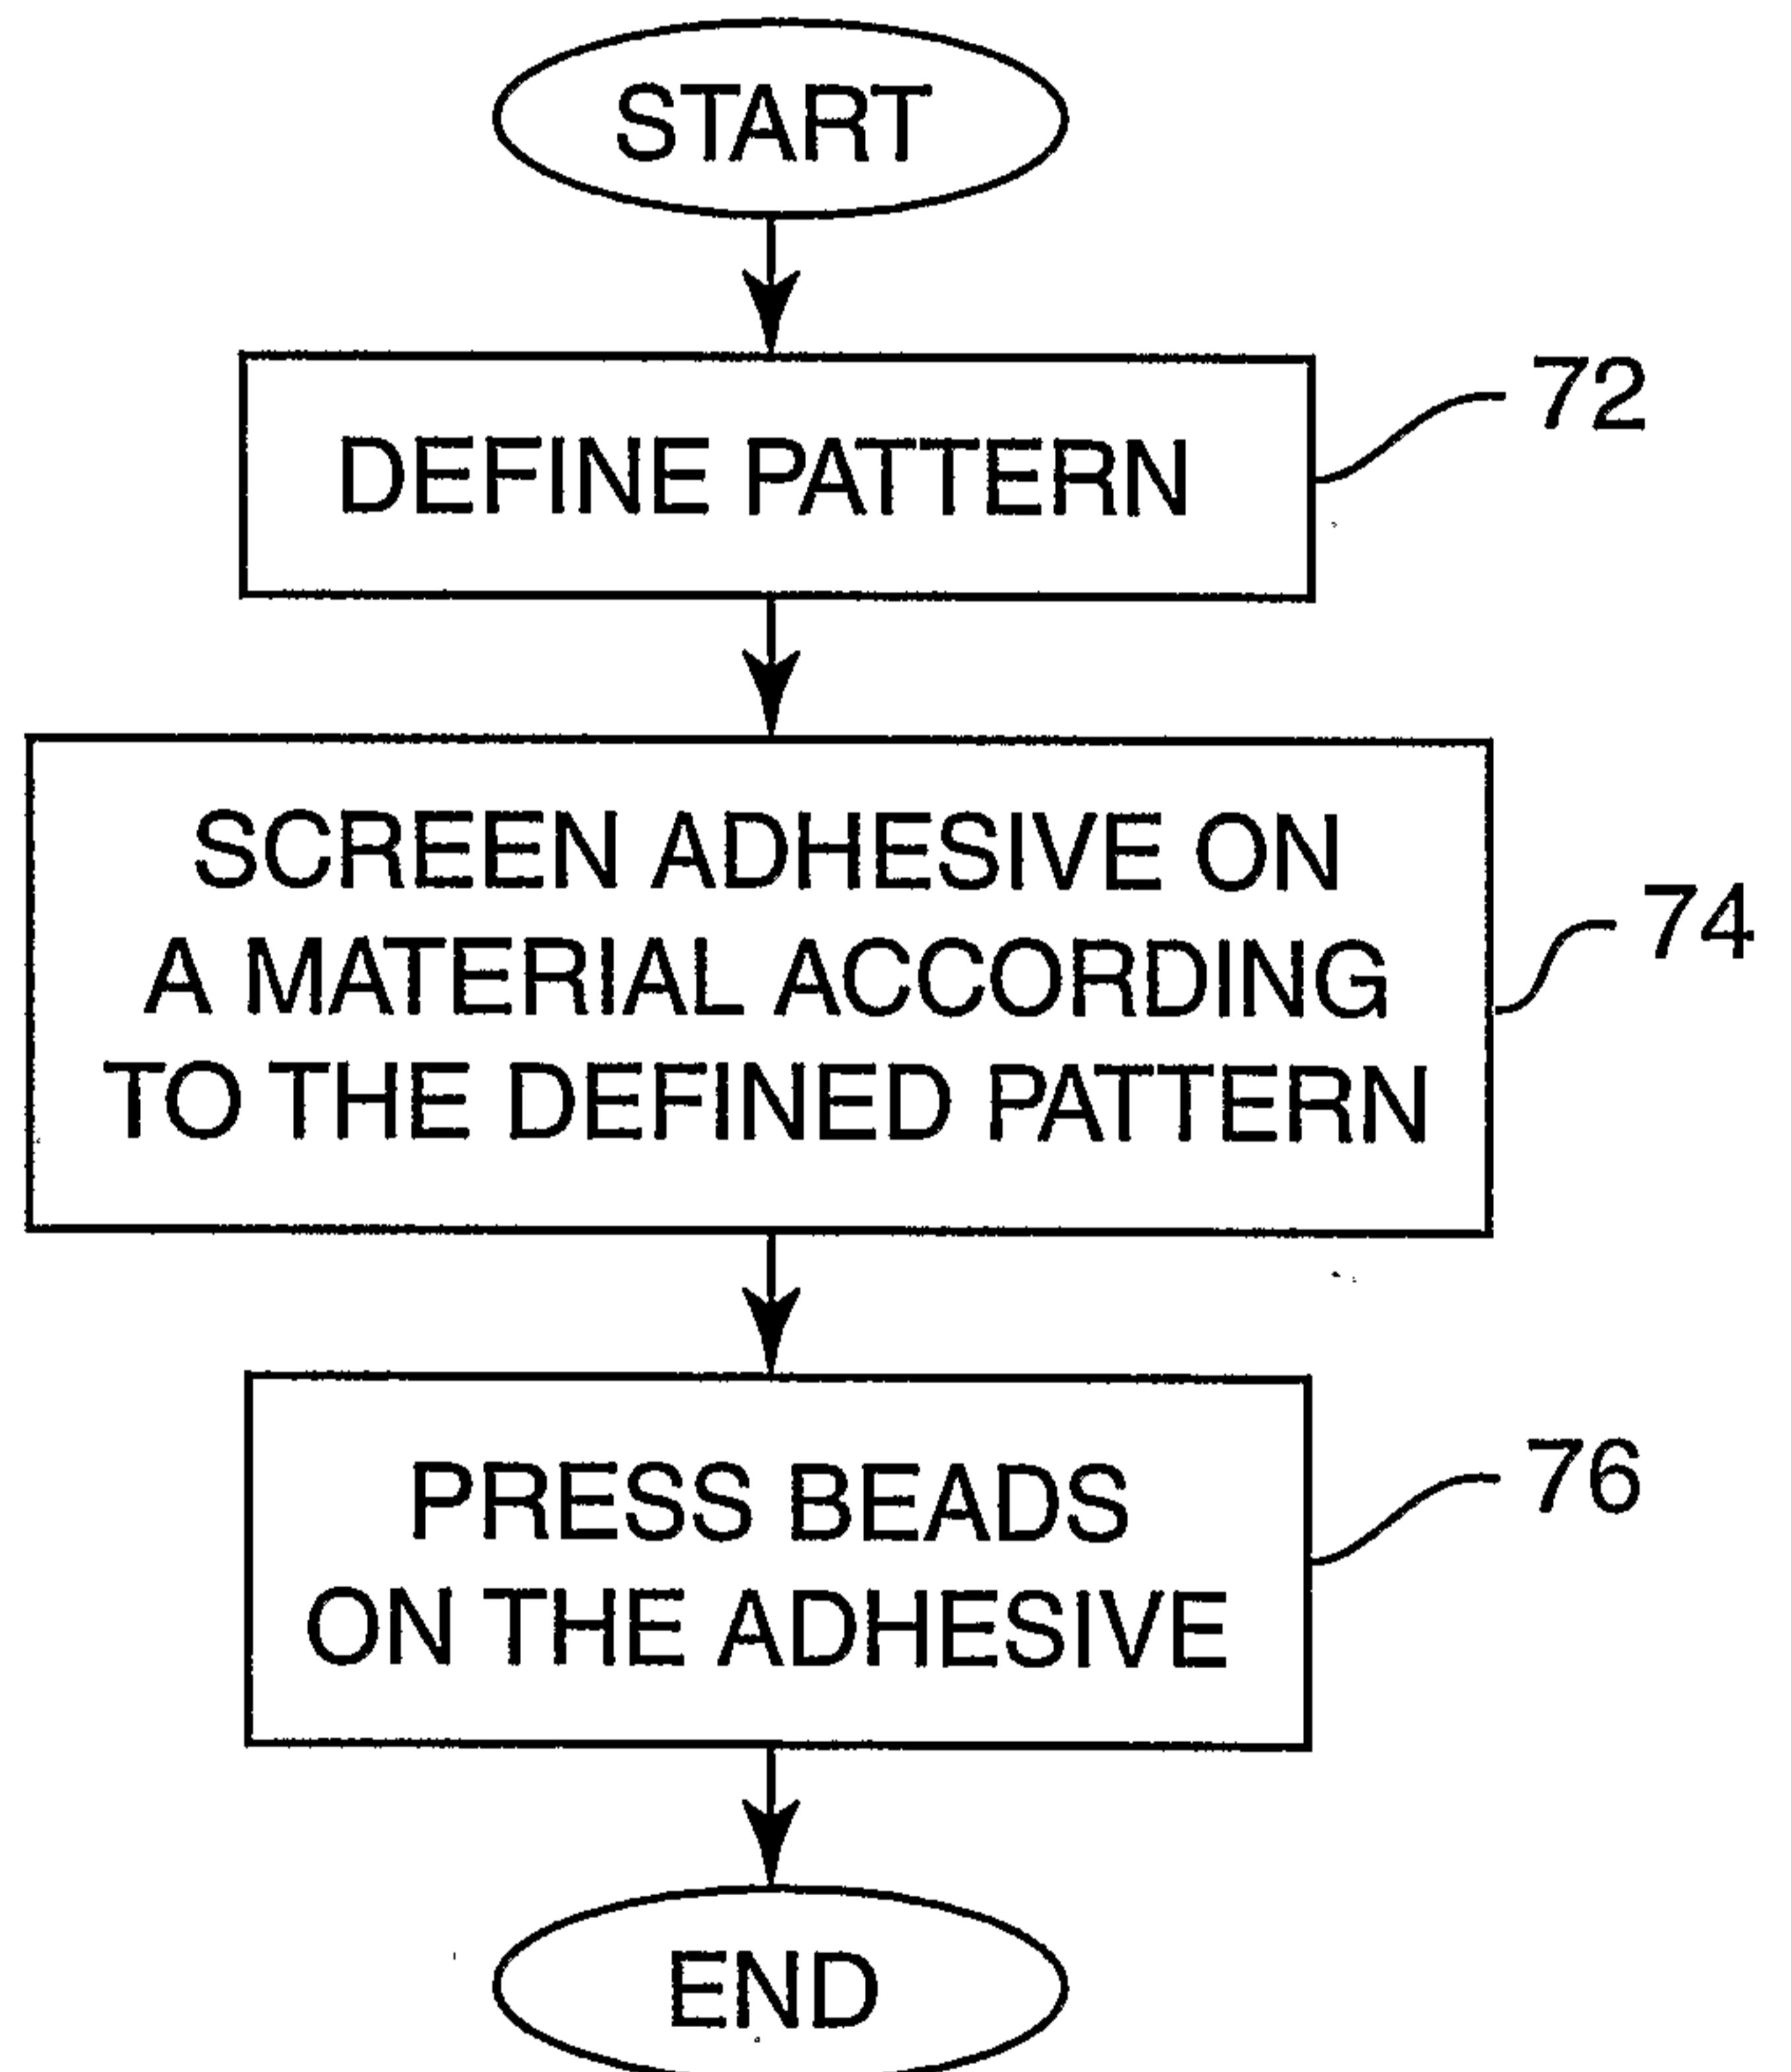 START
DEFINE PATTERN
72
SCREEN ADHESIVE ON
A MATERIAL ACCORDING
TO THE DEFINED PATTERN
74
PRESS BEADS
ON THE ADHESIVE
76
END